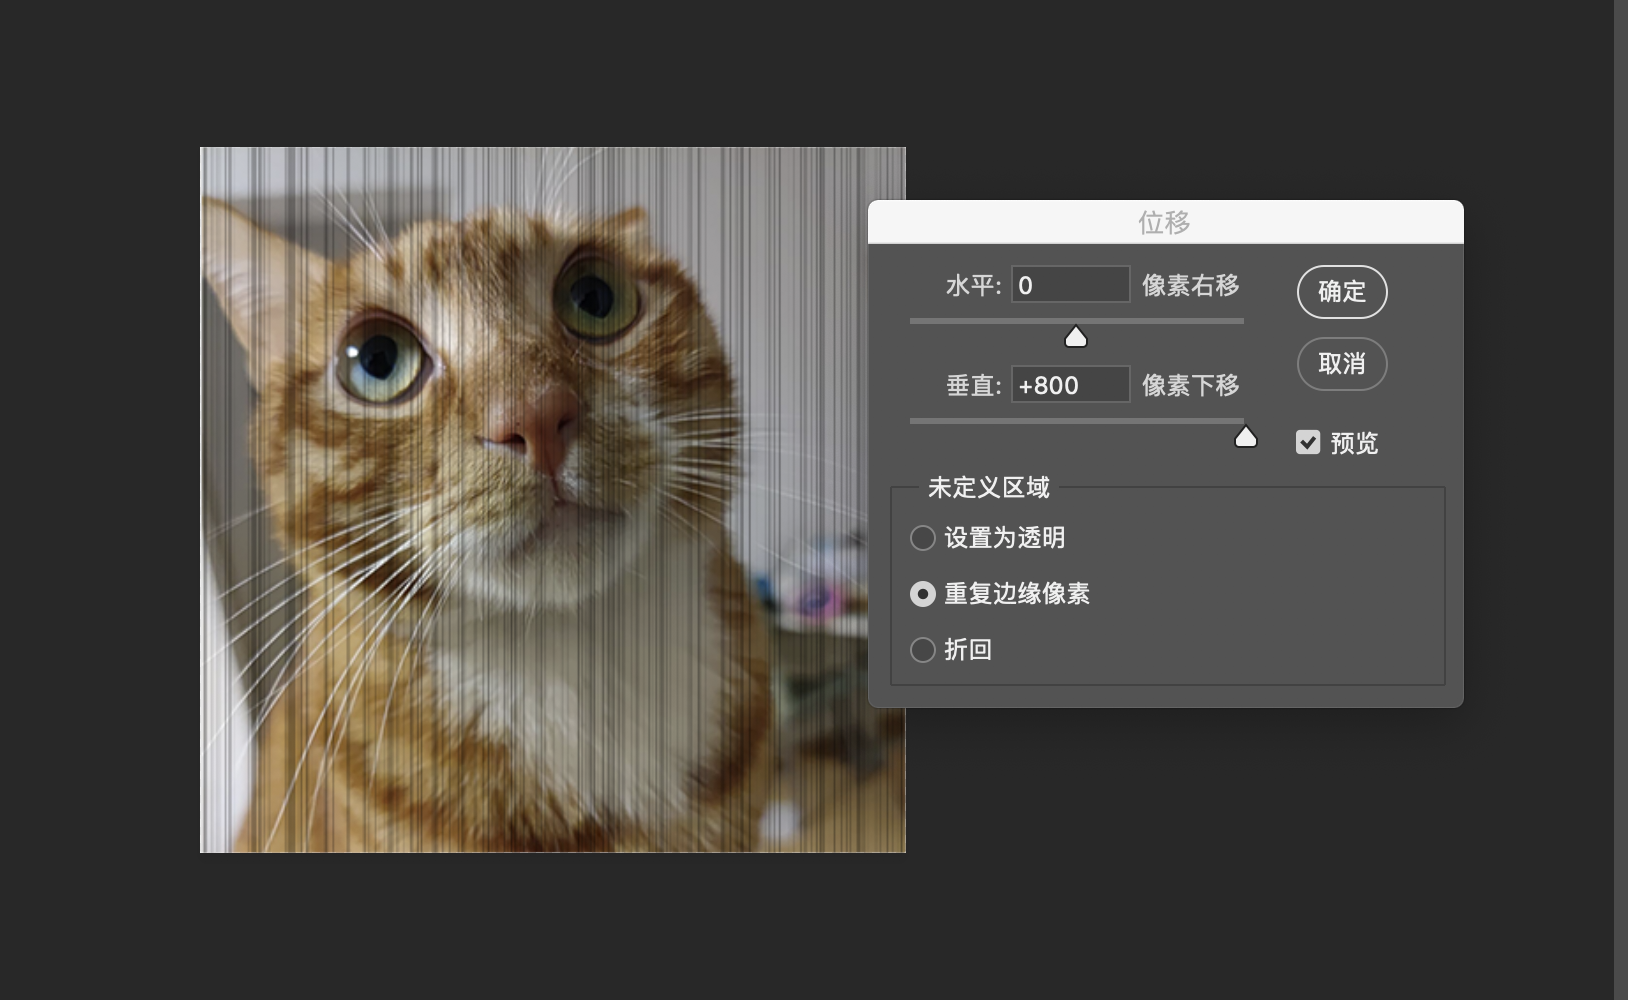 位移
水平: 0 像素右移
确定
垂直: +800 像素下移
取消
预览
未定义区域
设置为透明
重复边缘像素
折回